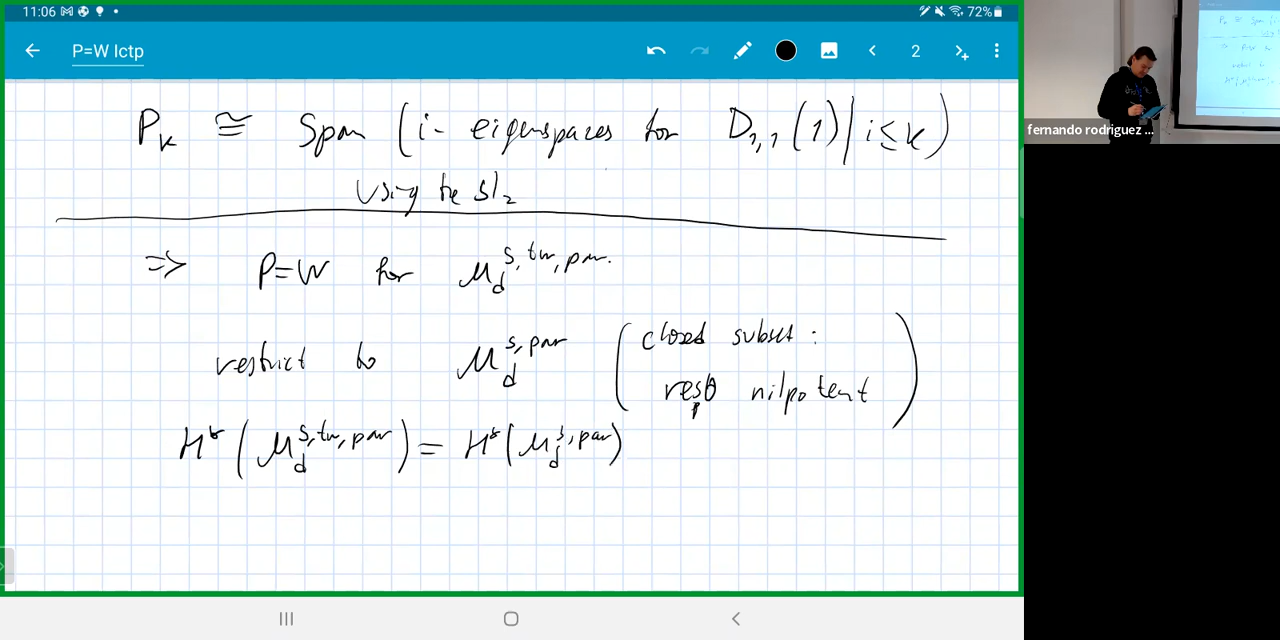 11:06
72%
P=W Ictp
2
P_k ≅ Span (i - eigenspaces for D_{1,1}(1) | i ≤ k)
using the sl_2
⇒ P=W for M_d^{s,tw,par}.
restrict to M_d^{s,par} (closed subset :
res_p θ nilpotent)
H^*(M_d^{s,tw,par}) = H^*(M_d^{s,par})
fernando rodriguez ...